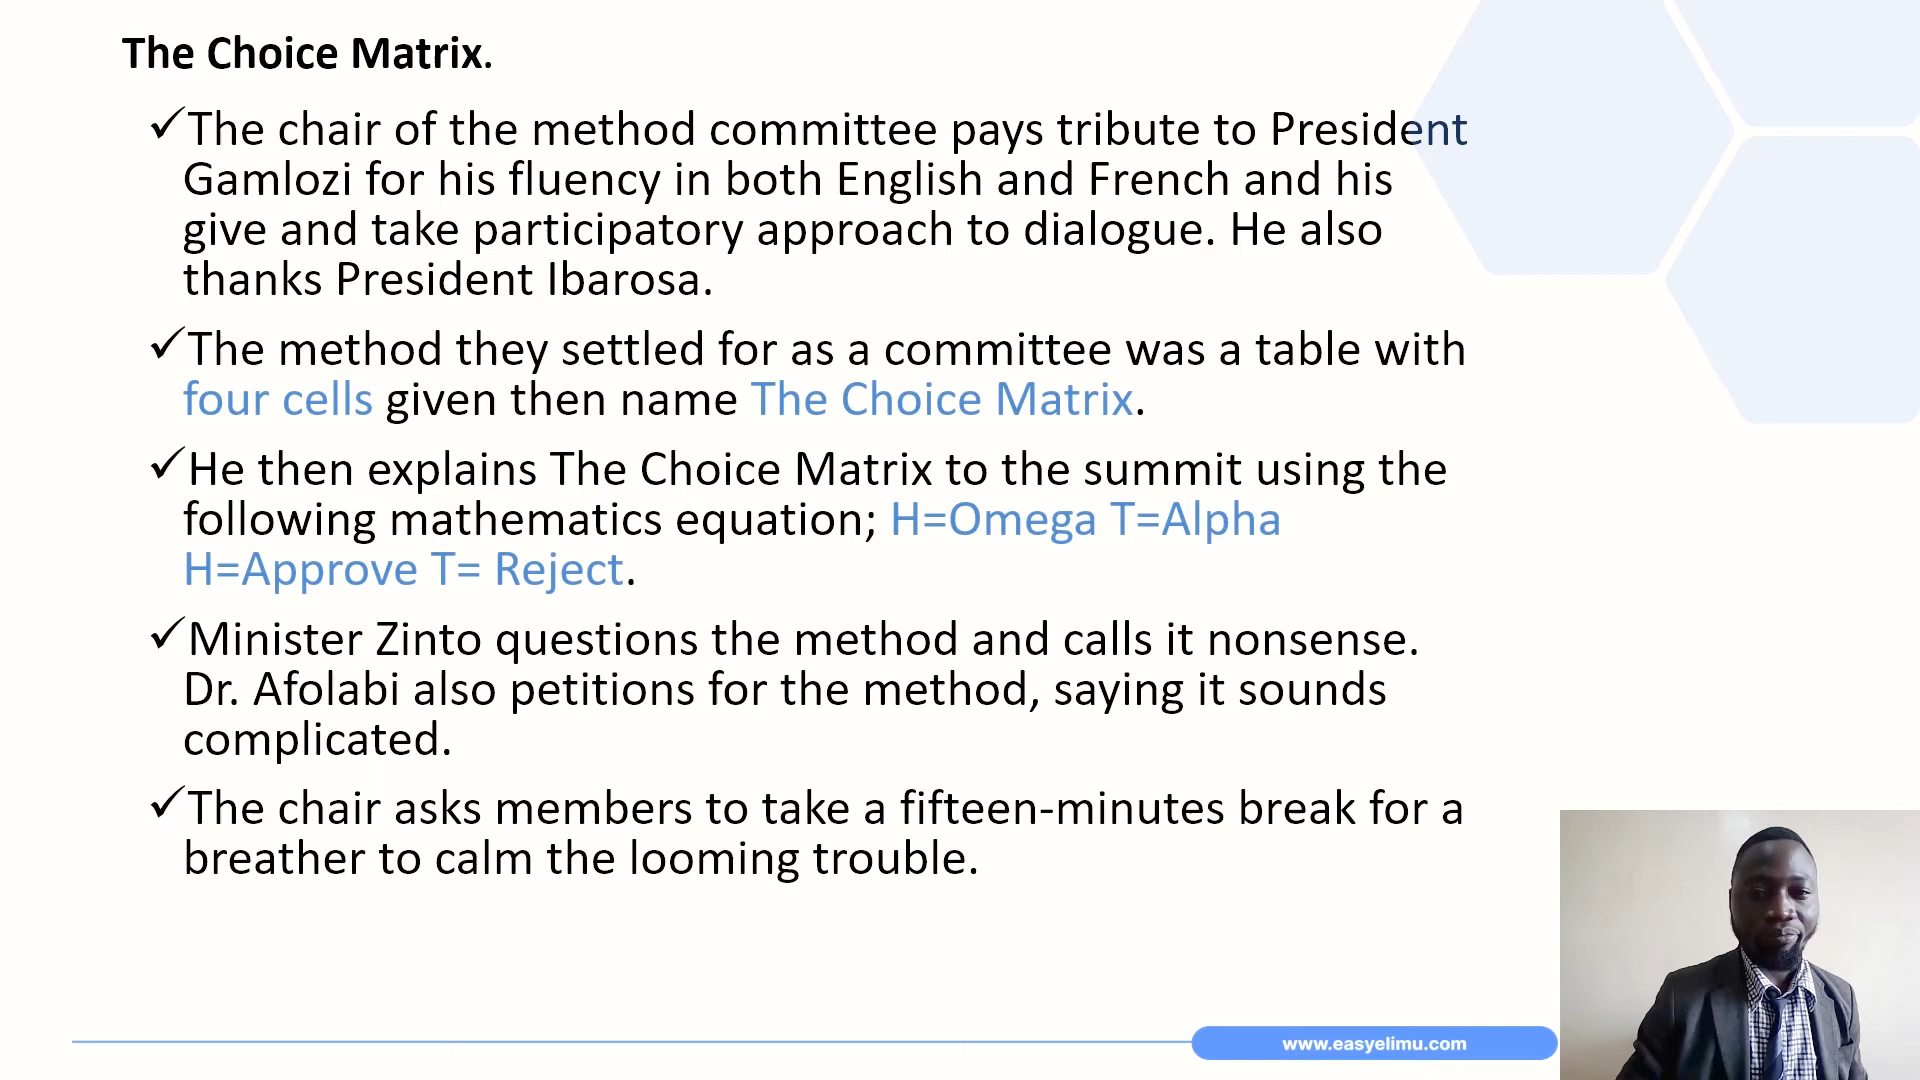 The Choice Matrix.
✓The chair of the method committee pays tribute to President
Gamlozi for his fluency in both English and French and his
give and take participatory approach to dialogue. He also
thanks President Ibarosa.
✓The method they settled for as a committee was a table with
four cells given then name The Choice Matrix.
✓He then explains The Choice Matrix to the summit using the
following mathematics equation; H=Omega T=Alpha
H=Approve T= Reject.
✓Minister Zinto questions the method and calls it nonsense.
Dr. Afolabi also petitions for the method, saying it sounds
complicated.
✓The chair asks members to take a fifteen-minutes break for a
breather to calm the looming trouble.
www.easyelimu.com